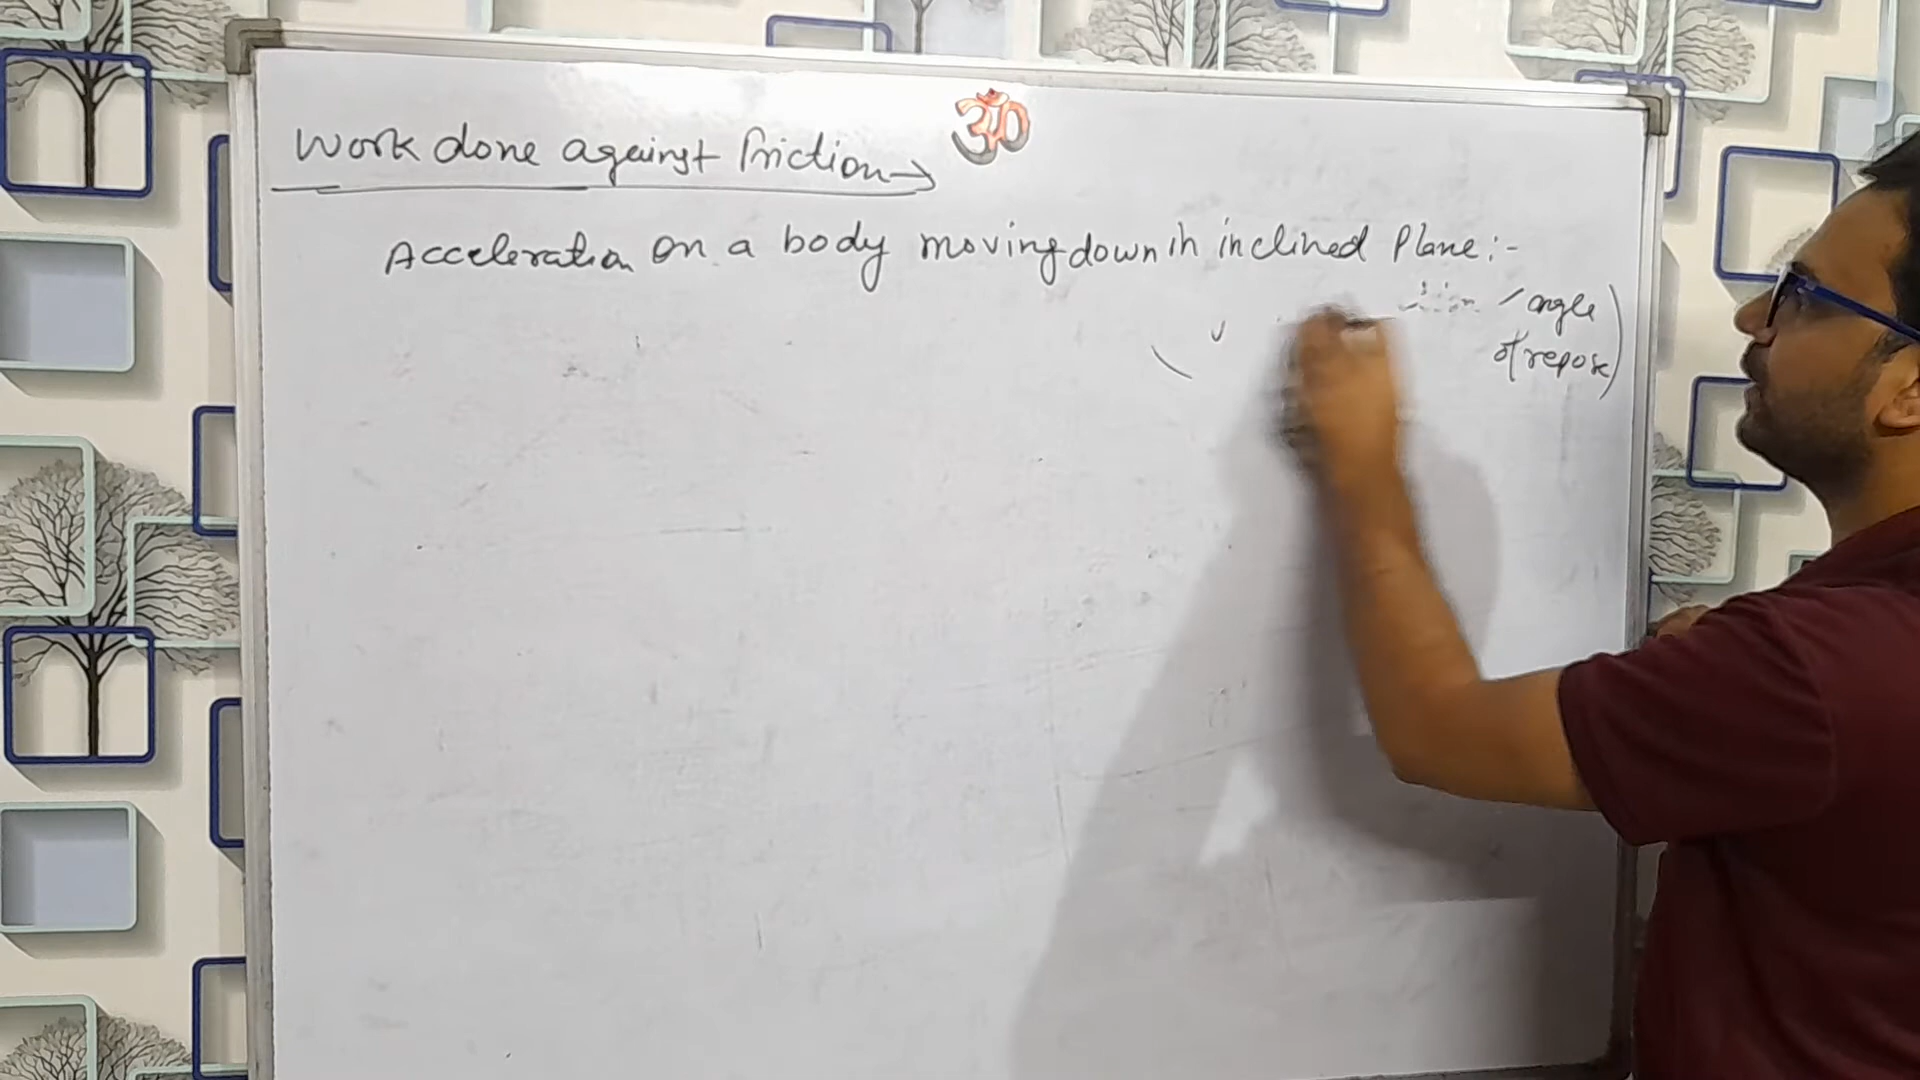 ॐ
Work done against friction→
Acceleration on a body moving down in inclined Plane:-
/ angle
of repose)